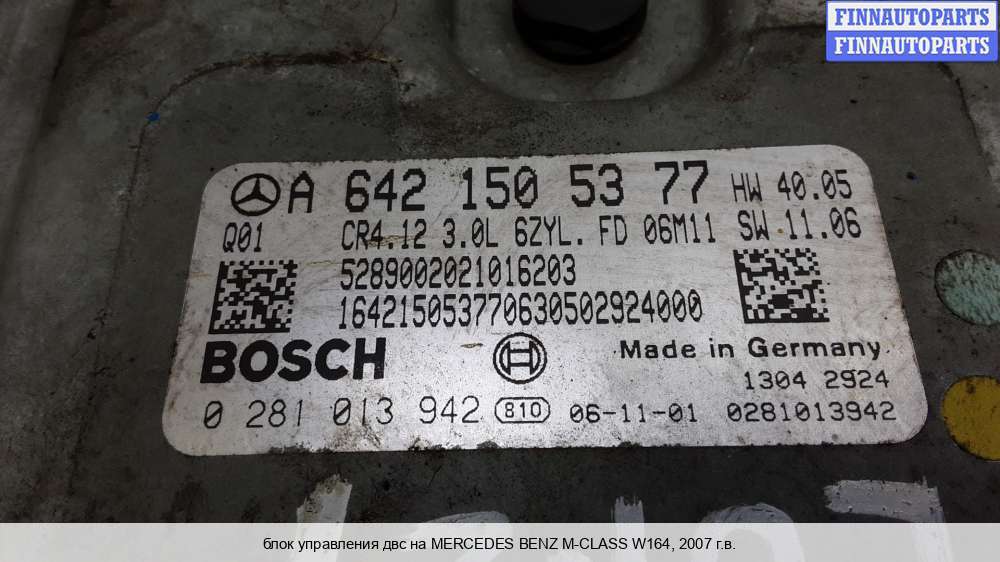 FINNAUTOPARTS
FINNAUTOPARTS
A 642 150 53 77 HW 40.05
Q01 CR4.12 3.0L 6ZYL. FD 06M11 SW 11.06
5289002021016203
164215053770630502924000
BOSCH Made in Germany
1304 2924
0 281 013 942 810 06-11-01 0281013942
блок управления двс на MERCEDES BENZ M-CLASS W164, 2007 г.в.